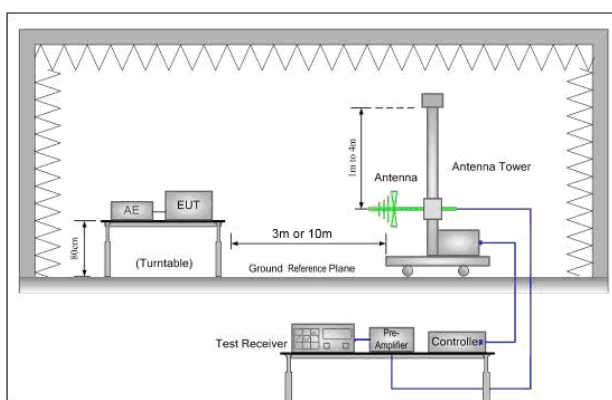 1m to 4m
Antenna
Antenna Tower
AE
EUT
80cm
(Turntable)
3m or 10m
Ground Reference Plane
Test Receiver
Pre-
Amplifier
Controlle